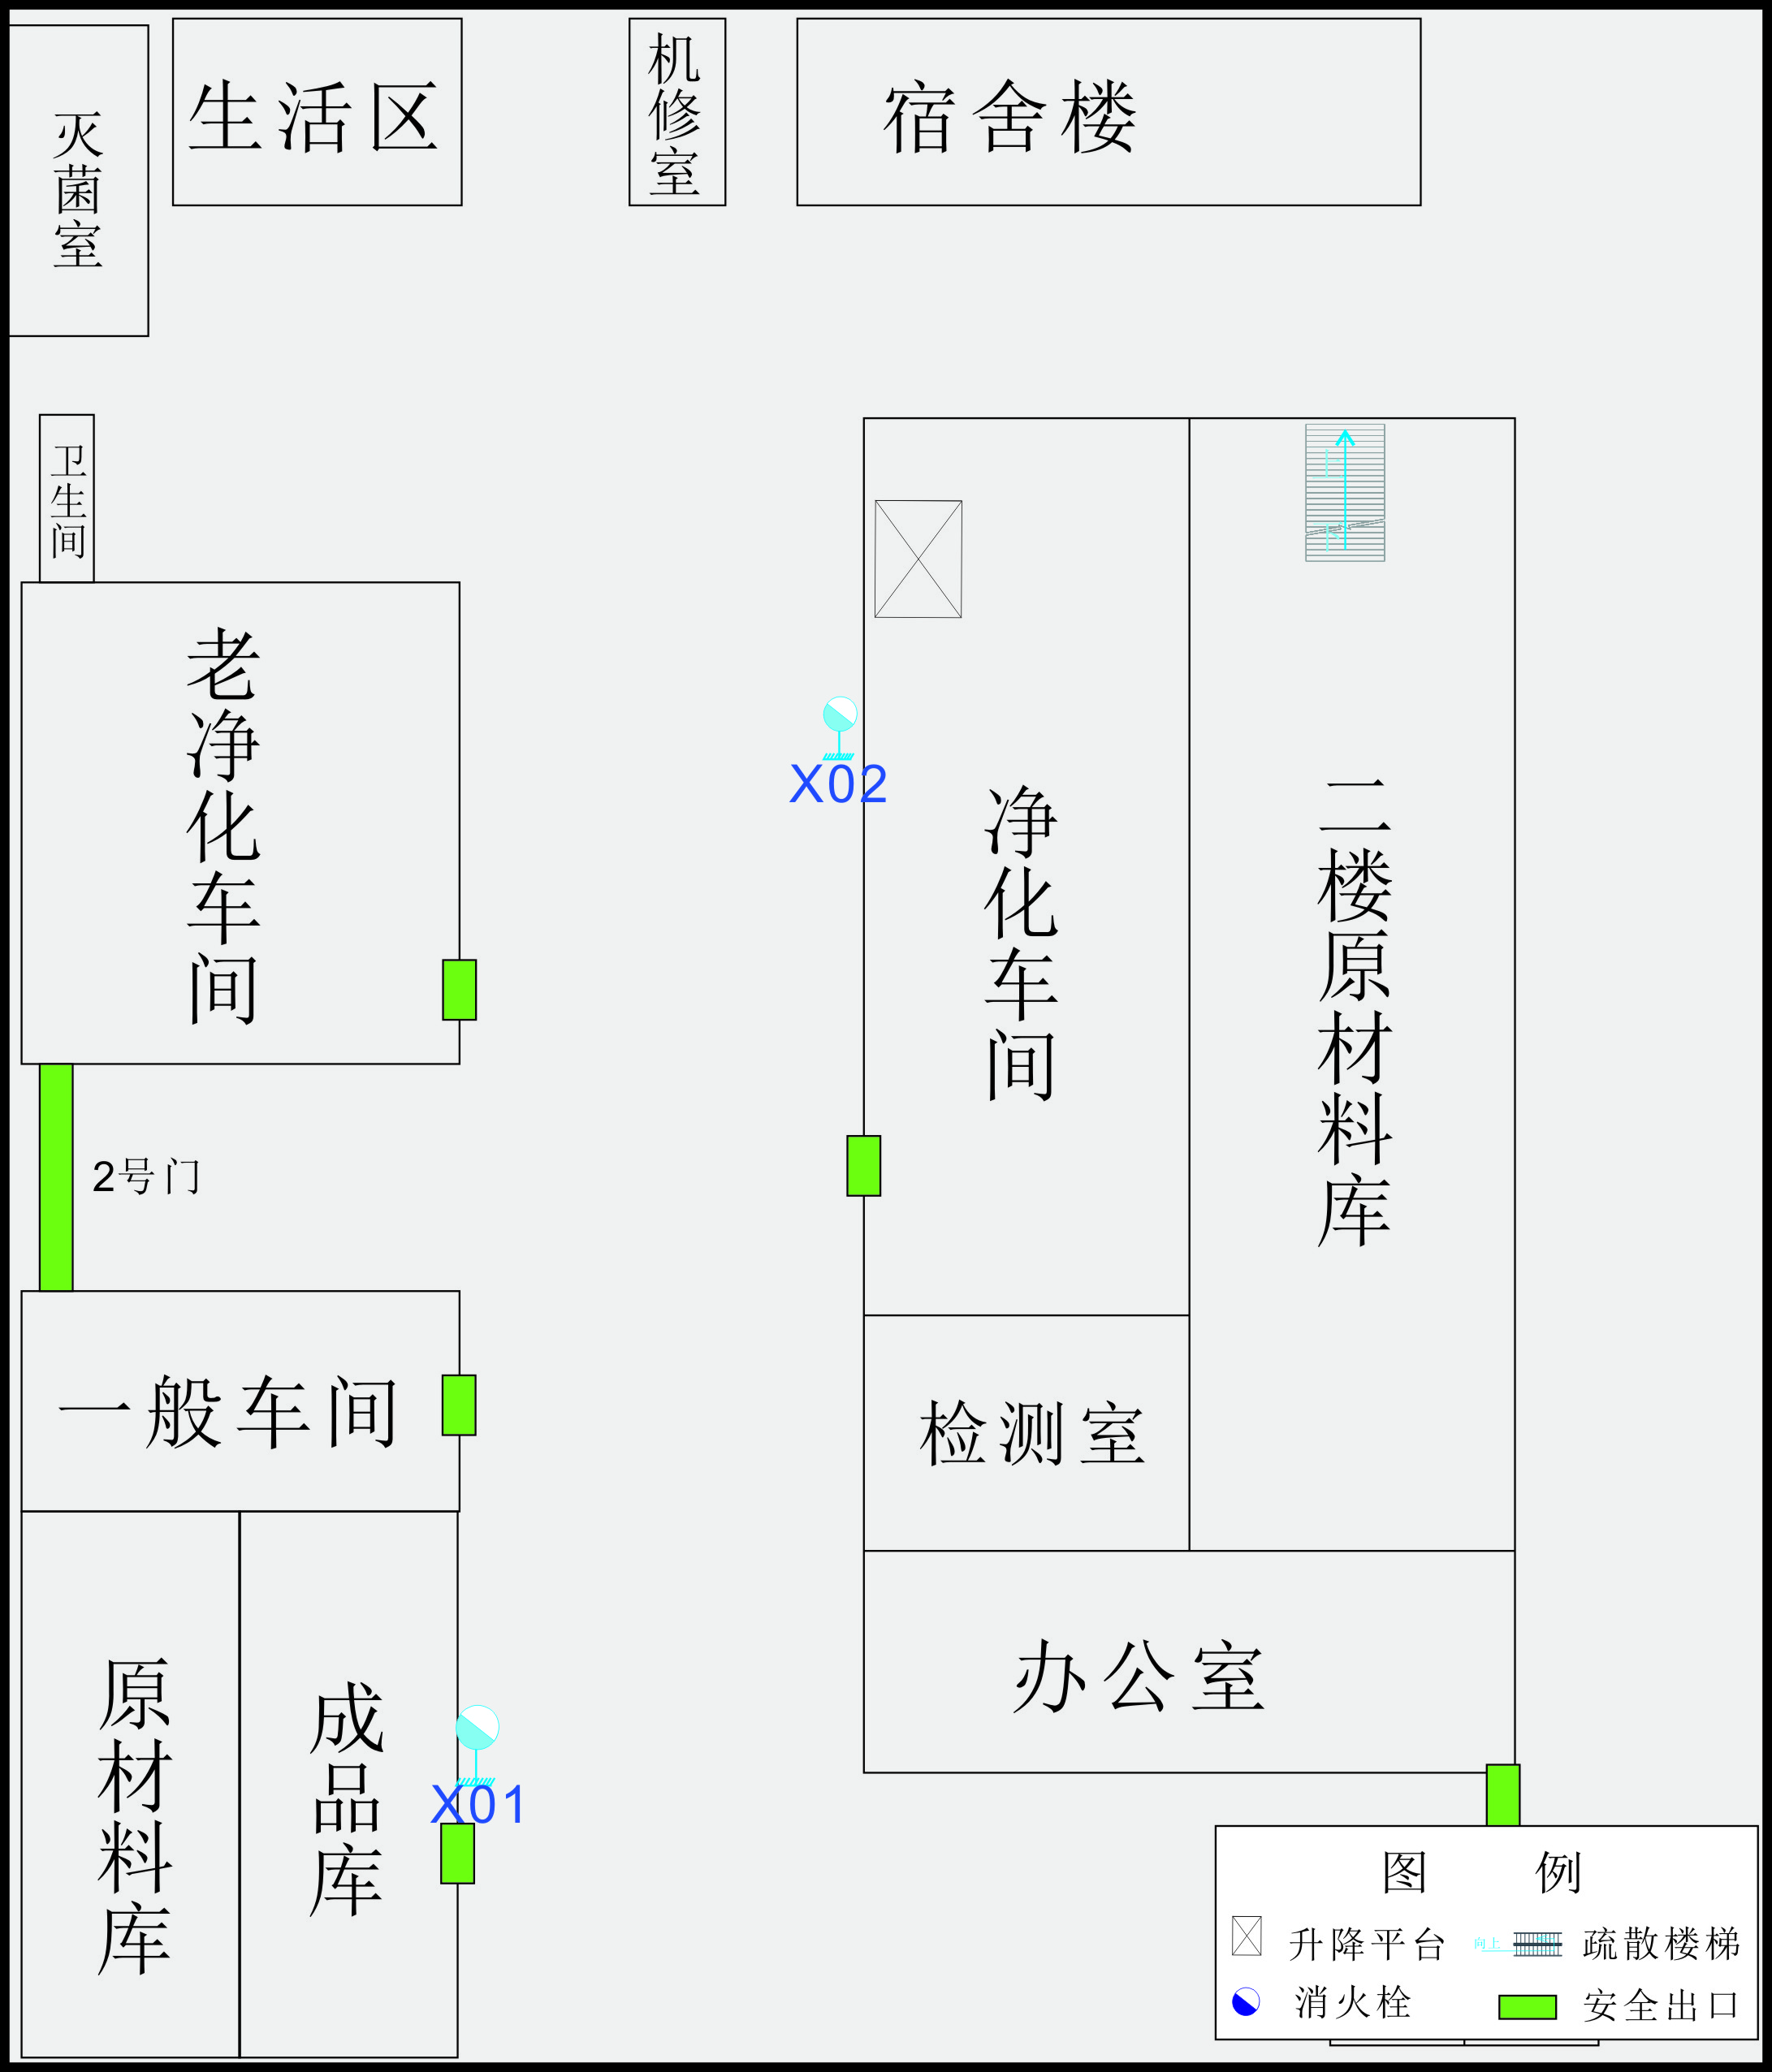 灭菌室
生活区
机修室
宿舍楼
卫生间
老净化车间
向上
X02
净化车间
二楼原材料库
2号门
一般车间
检测室
原材料库
成品库
X01
办公室
图 例
升降平台
向上
疏散楼梯
消火栓
安全出口